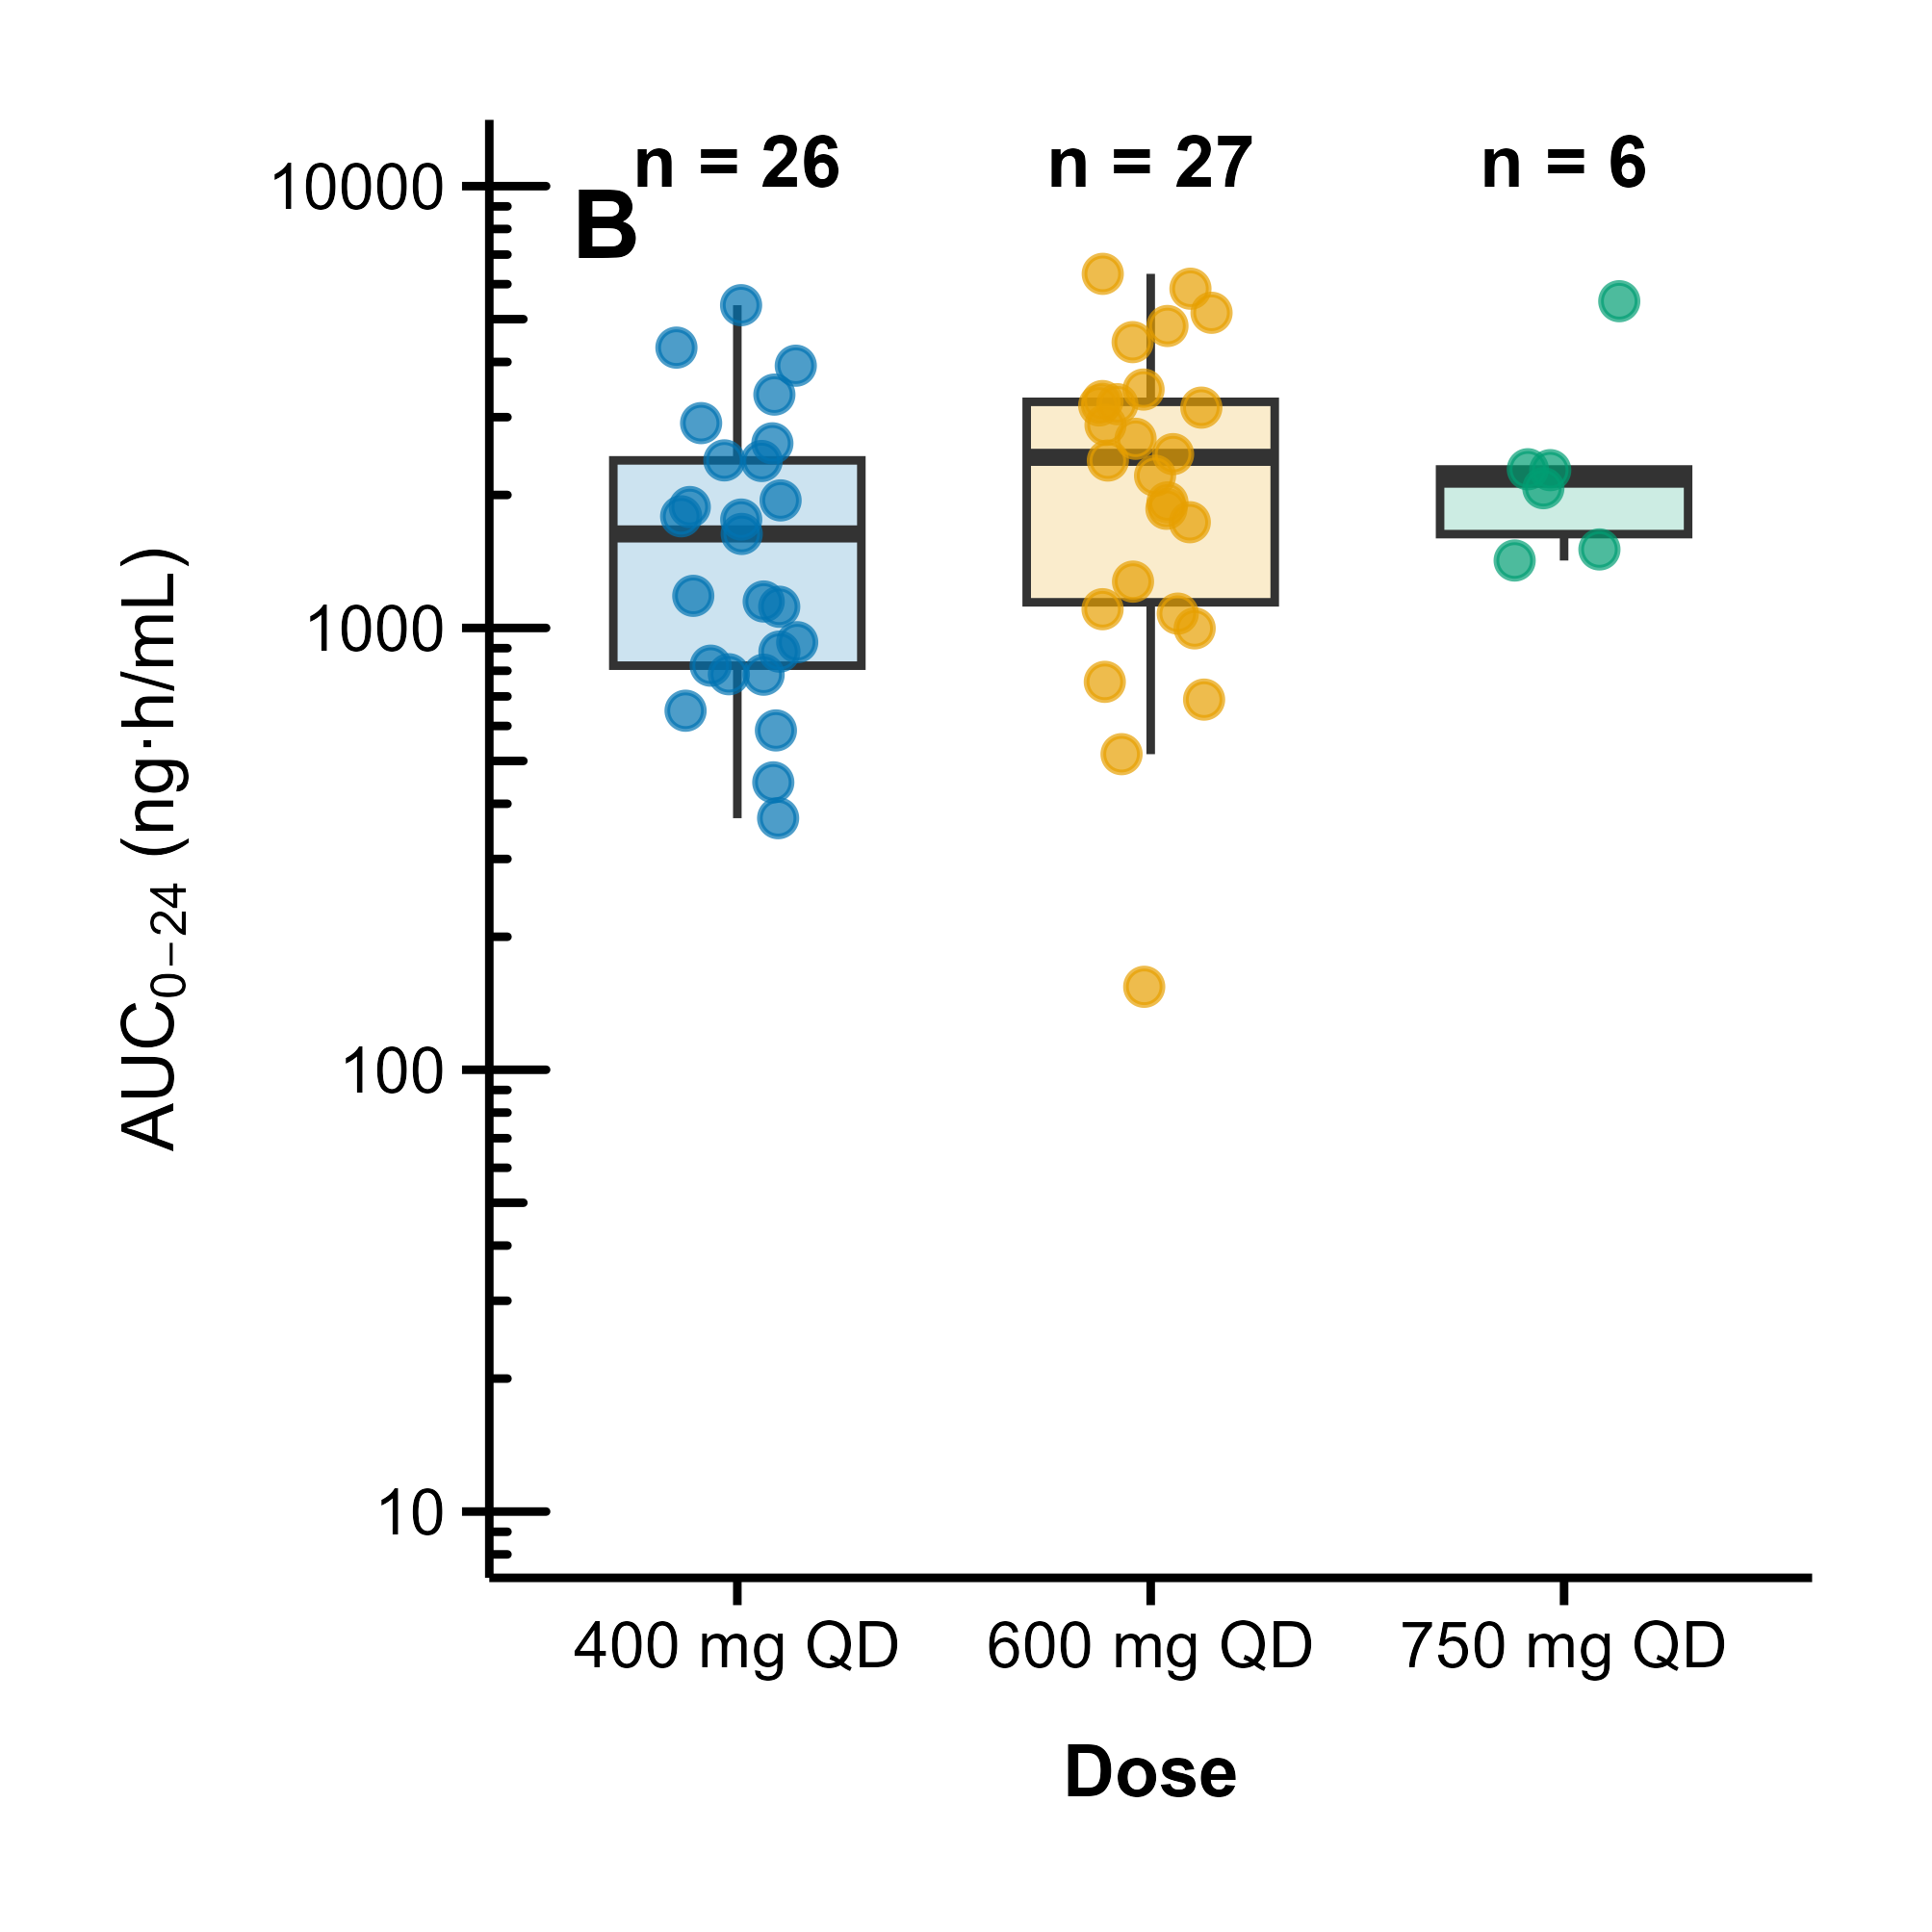 n = 26 n = 27 n = 6
B
10000
1000
100
10
AUC0−24 (ng·h/mL)
400 mg QD 600 mg QD 750 mg QD
Dose